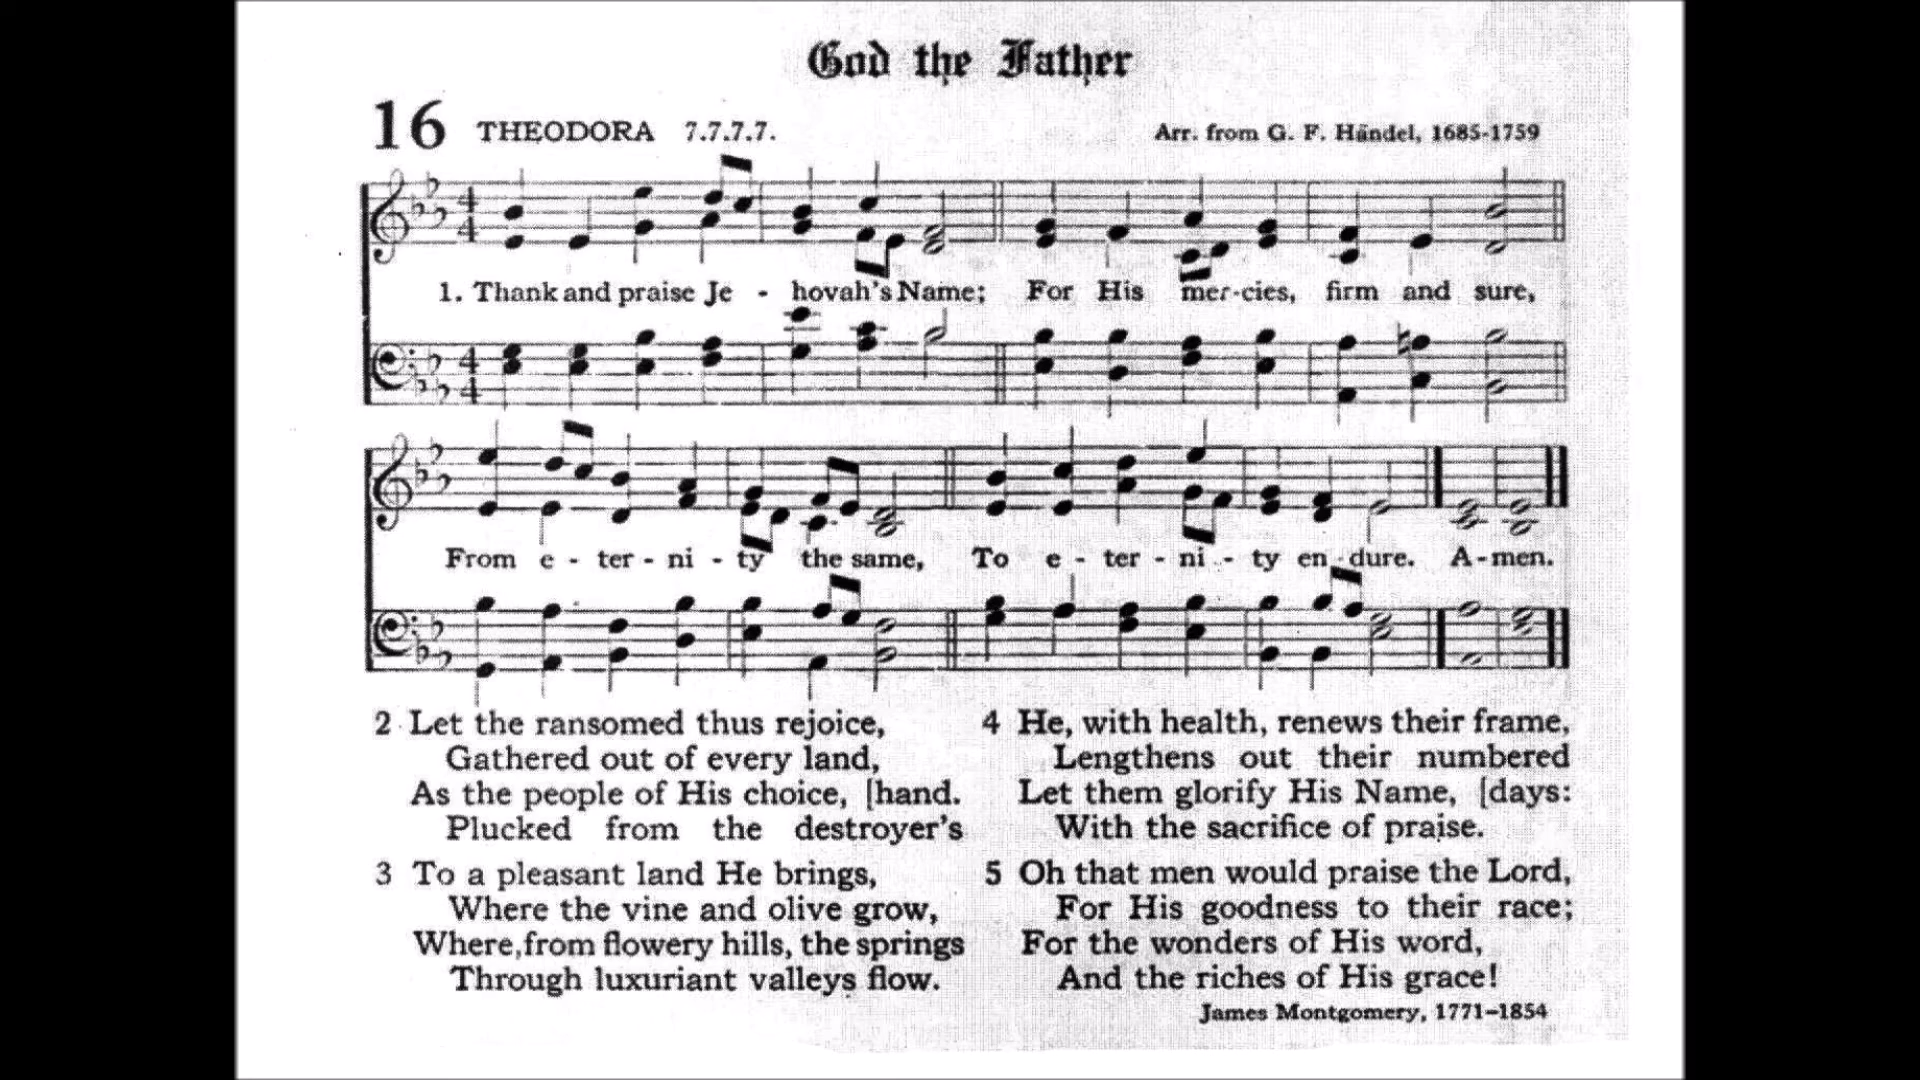 God the Father
16 THEODORA 7.7.7.7. Arr. from G. F. Händel, 1685-1759
1. Thank and praise Je - hovah's Name; For His mer-cies, firm and sure,
From e - ter - ni - ty the same, To e - ter - ni - ty en - dure. A-men.
2 Let the ransomed thus rejoice,
Gathered out of every land,
As the people of His choice, [hand.
Plucked from the destroyer's
3 To a pleasant land He brings,
Where the vine and olive grow,
Where, from flowery hills, the springs
Through luxuriant valleys flow.
4 He, with health, renews their frame,
Lengthens out their numbered
Let them glorify His Name, [days:
With the sacrifice of praise.
5 Oh that men would praise the Lord,
For His goodness to their race;
For the wonders of His word,
And the riches of His grace!
James Montgomery, 1771-1854